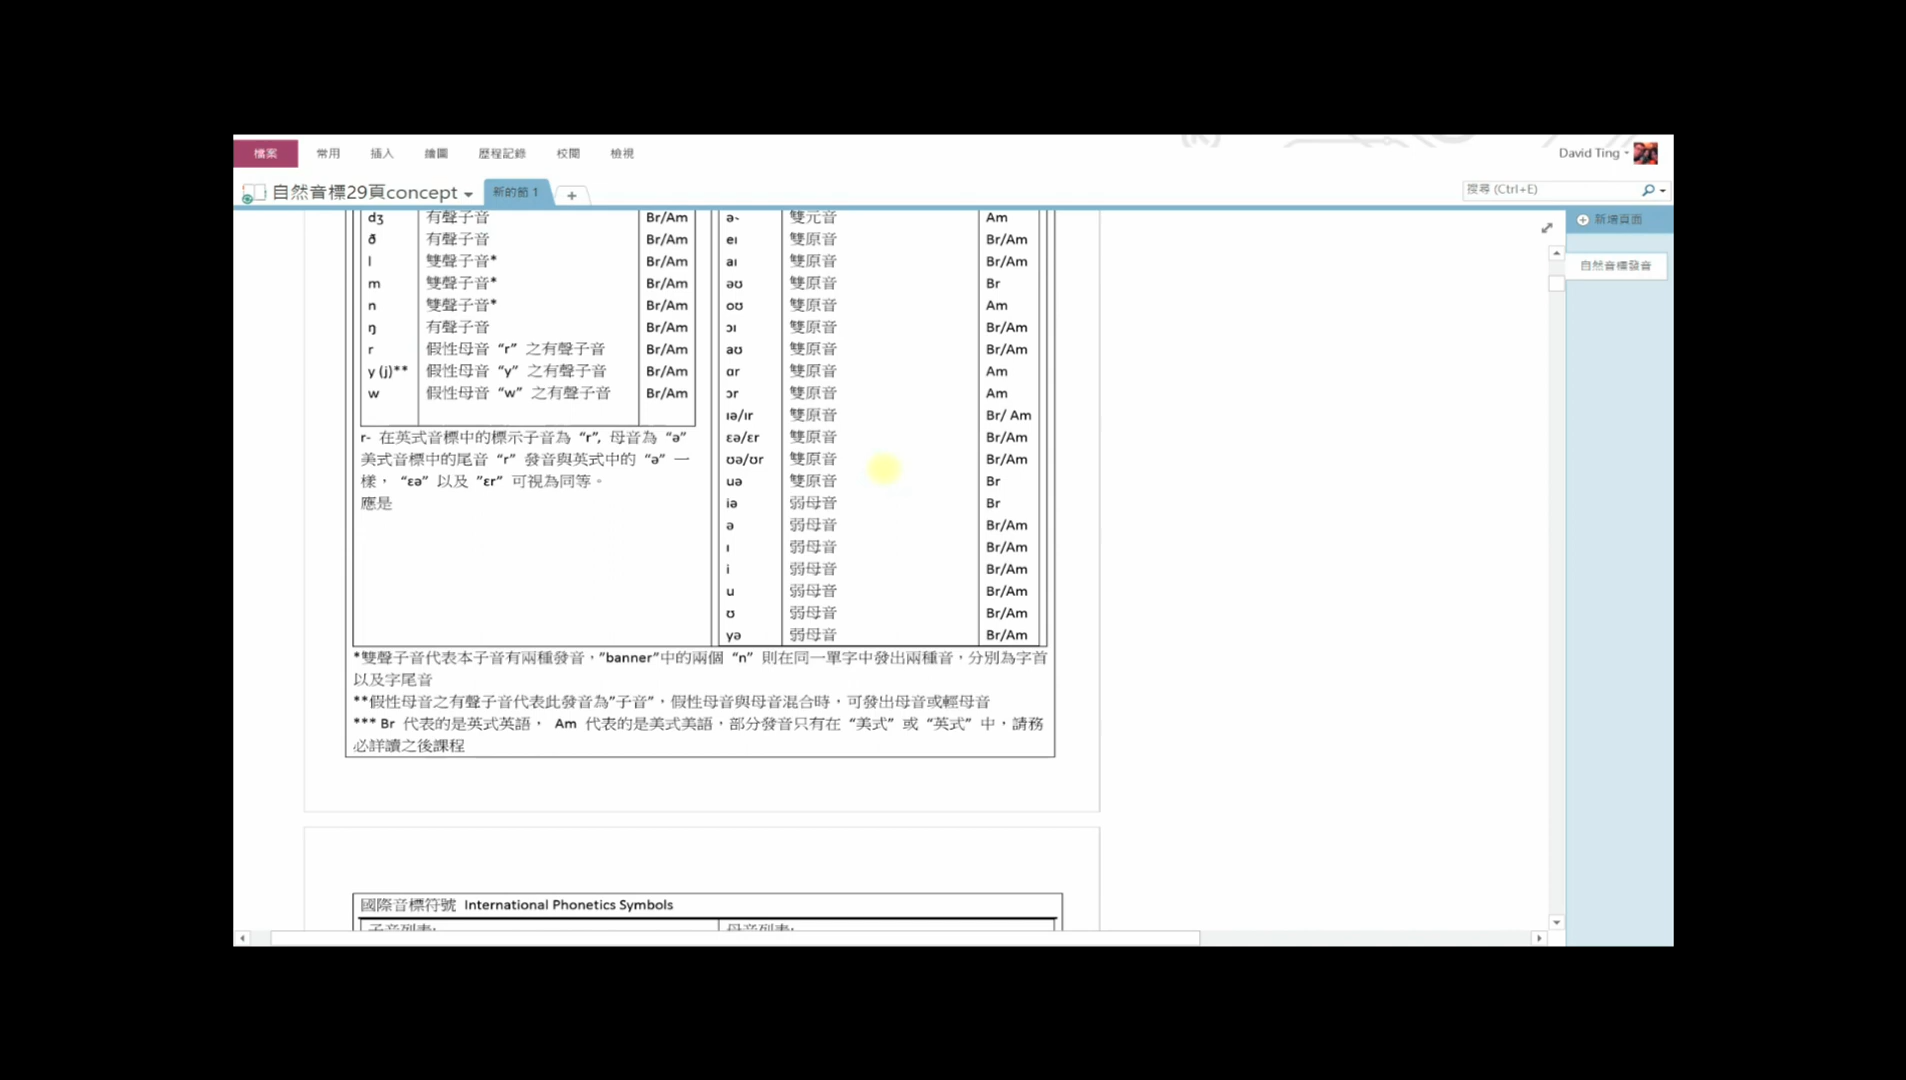 檔案 常用 插入 繪圖 歷程記錄 校閱 檢視 David Ting
自然音標29頁concept 新的節 1 + 搜尋 (Ctrl+E)
新增頁面
自然音標發音
dʒ 有聲子音 Br/Am
ð 有聲子音 Br/Am
l 雙聲子音* Br/Am
m 雙聲子音* Br/Am
n 雙聲子音* Br/Am
ŋ 有聲子音 Br/Am
r 假性母音 “r” 之有聲子音 Br/Am
y (j)** 假性母音 “y” 之有聲子音 Br/Am
w 假性母音 “w” 之有聲子音 Br/Am
r- 在英式音標中的標示子音為 “r”, 母音為 “ə”
美式音標中的尾音 “r” 發音與英式中的 “ə” 一
樣， “ɛə” 以及 ”ɛr” 可視為同等。
應是
ə˞ 雙元音 Am
eɪ 雙原音 Br/Am
aɪ 雙原音 Br/Am
əʊ 雙原音 Br
oʊ 雙原音 Am
ɔɪ 雙原音 Br/Am
aʊ 雙原音 Br/Am
ɑr 雙原音 Am
ɔr 雙原音 Am
ɪə/ɪr 雙原音 Br/ Am
ɛə/ɛr 雙原音 Br/Am
ʊə/ʊr 雙原音 Br/Am
uə 雙原音 Br
iə 弱母音 Br
ə 弱母音 Br/Am
ɪ 弱母音 Br/Am
i 弱母音 Br/Am
u 弱母音 Br/Am
ʊ 弱母音 Br/Am
yə 弱母音 Br/Am
*雙聲子音代表本子音有兩種發音，”banner”中的兩個 “n” 則在同一單字中發出兩種音，分別為字首
以及字尾音
**假性母音之有聲子音代表此發音為”子音”，假性母音與母音混合時，可發出母音或輕母音
*** Br 代表的是英式英語， Am 代表的是美式美語，部分發音只有在 “美式” 或 “英式” 中，請務
必詳讀之後課程
國際音標符號 International Phonetics Symbols
子音列表: 母音列表: